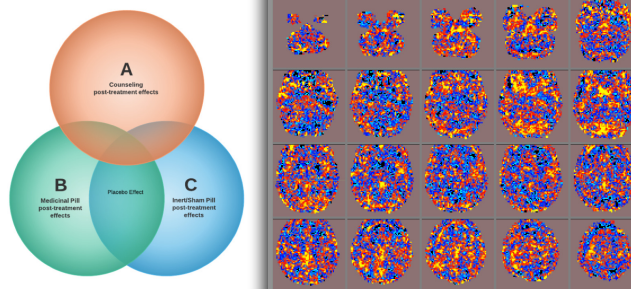 A
Counseling
post-treatment effects
B
Medicinal Pill
post-treatment
effects
Placebo Effect
C
Inert/Sham Pill
post-treatment
effects